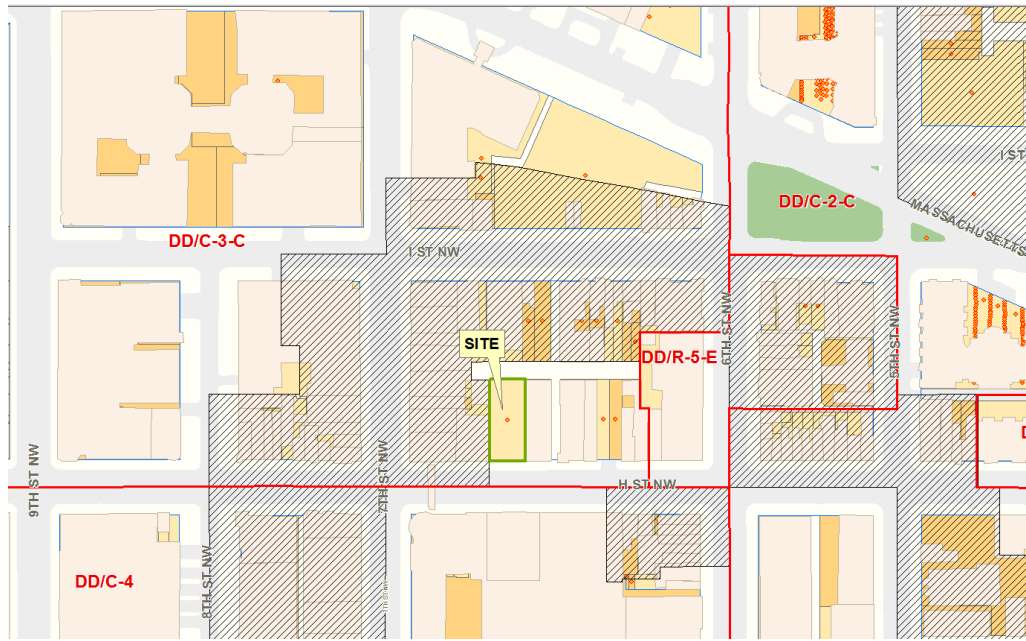 I ST
DD/C-2-C
MASSACHUSETTS
DD/C-3-C
I ST NW
SITE
DD/R-5-E
6TH ST NW
5TH ST NW
D
9TH ST NW
7TH ST NW
H ST NW
DD/C-4
8TH ST NW